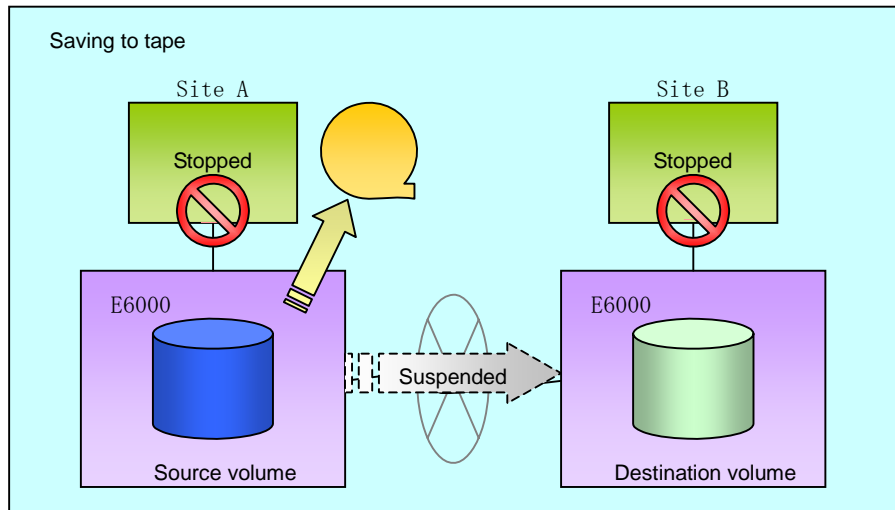 Saving to tape
Site A
Site B
Stopped
Stopped
E6000
E6000
Suspended
Source volume
Destination volume